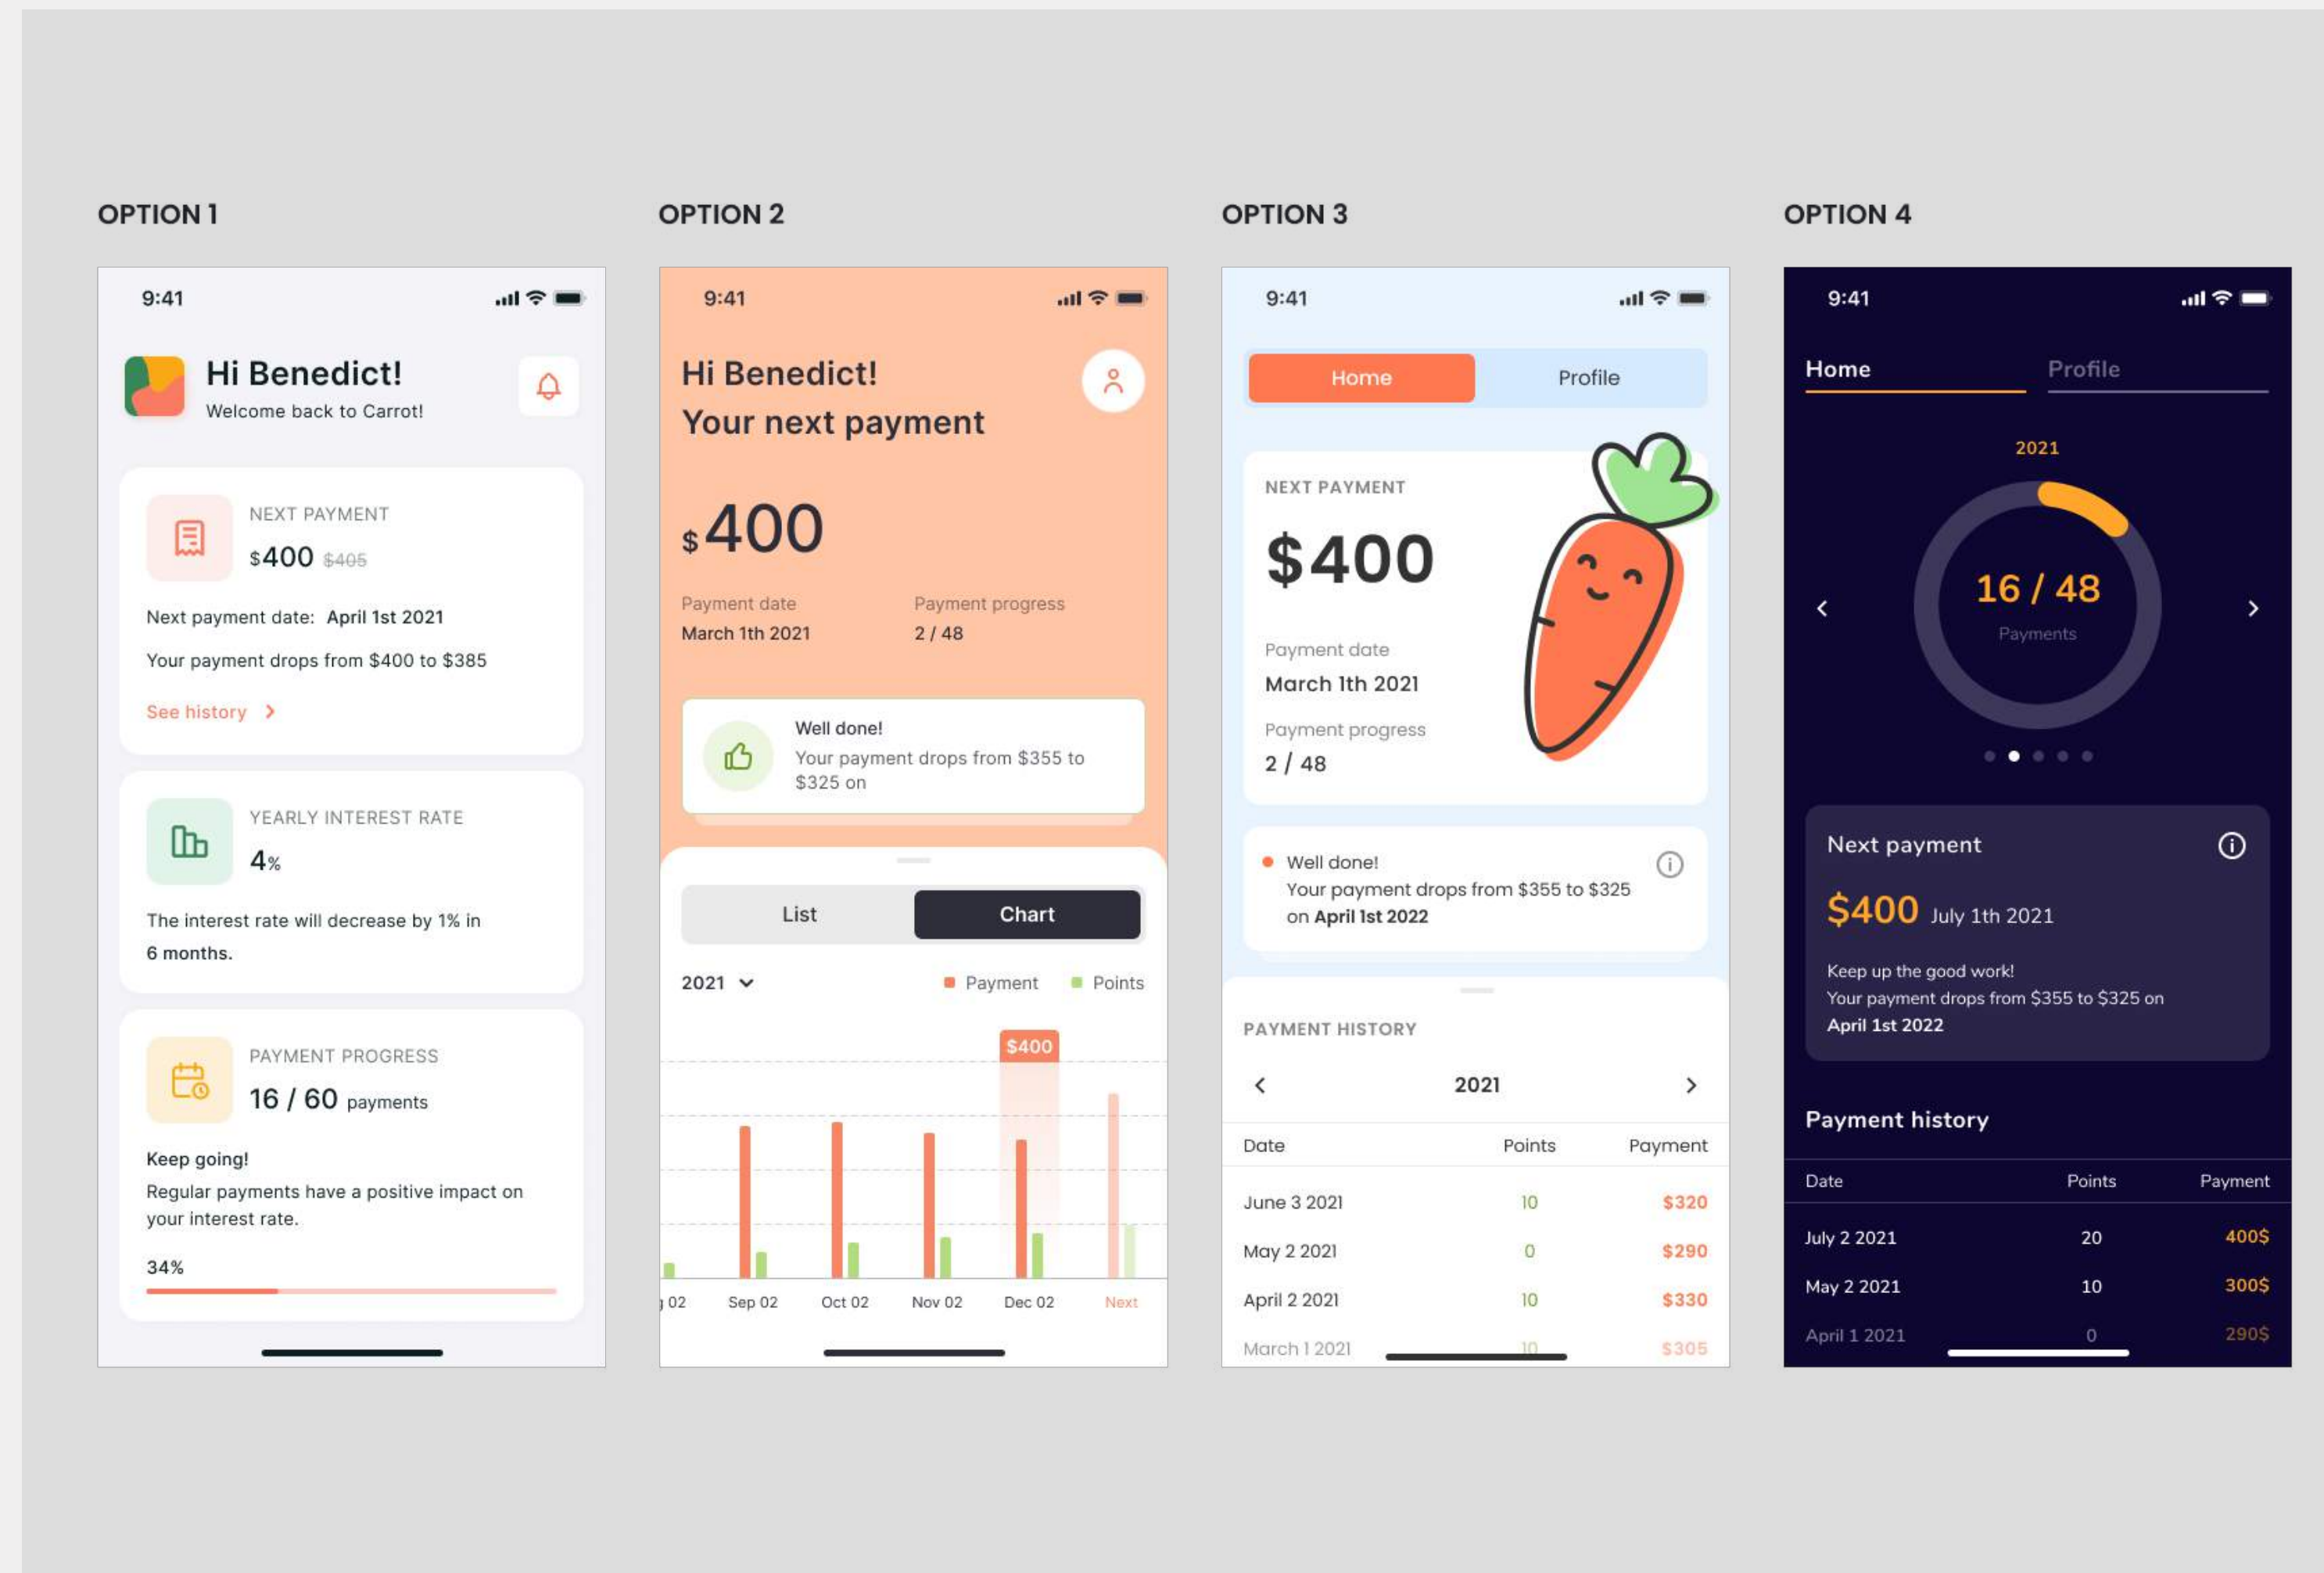 OPTION 1
9:41
Hi Benedict!
Welcome back to Carrot!
NEXT PAYMENT
$400 $405
Next payment date: April 1st 2021
Your payment drops from $400 to $385
See history
YEARLY INTEREST RATE
4%
The interest rate will decrease by 1% in
6 months.
PAYMENT PROGRESS
16 / 60 payments
Keep going!
Regular payments have a positive impact on
your interest rate.
34%
OPTION 2
9:41
Hi Benedict!
Your next payment
$400
Payment date Payment progress
March 1th 2021 2 / 48
Well done!
Your payment drops from $355 to
$325 on
List Chart
2021 Payment Points
$400
02 Sep 02 Oct 02 Nov 02 Dec 02 Next
OPTION 3
9:41
Home Profile
NEXT PAYMENT
$400
Payment date
March 1th 2021
Payment progress
2 / 48
Well done!
Your payment drops from $355 to $325
on April 1st 2022
PAYMENT HISTORY
2021
Date Points Payment
June 3 2021 10 $320
May 2 2021 0 $290
April 2 2021 10 $330
March 1 2021 10 $305
OPTION 4
9:41
Home Profile
2021
16 / 48
Payments
Next payment
$400 July 1th 2021
Keep up the good work!
Your payment drops from $355 to $325 on
April 1st 2022
Payment history
Date Points Payment
July 2 2021 20 400$
May 2 2021 10 300$
April 1 2021 0 290$